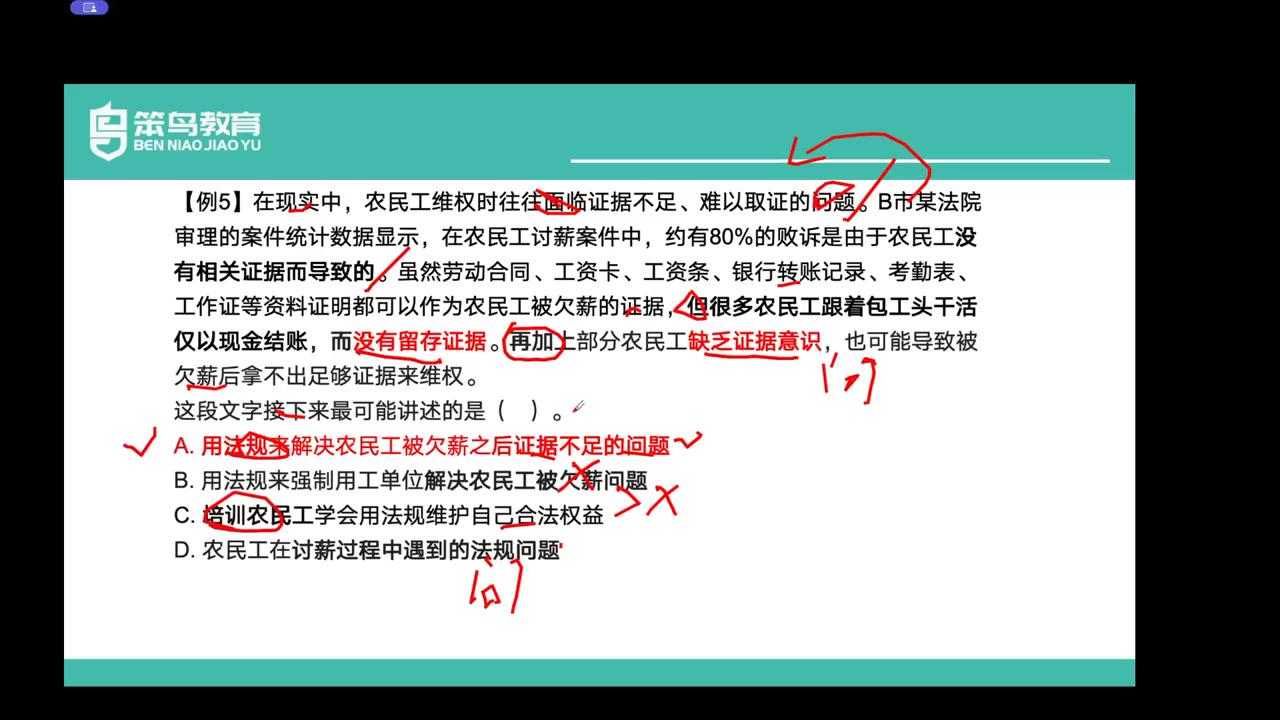 笨鸟教育
BEN NIAO JIAO YU
【例5】在现实中，农民工维权时往往面临证据不足、难以取证的问题。B市某法院
审理的案件统计数据显示，在农民工讨薪案件中，约有80%的败诉是由于农民工没
有相关证据而导致的。虽然劳动合同、工资卡、工资条、银行转账记录、考勤表、
工作证等资料证明都可以作为农民工被欠薪的证据，但很多农民工跟着包工头干活
仅以现金结账，而没有留存证据。再加上部分农民工缺乏证据意识，也可能导致被
欠薪后拿不出足够证据来维权。
这段文字接下来最可能讲述的是（ ）。
A. 用法规来解决农民工被欠薪之后证据不足的问题
B. 用法规来强制用工单位解决农民工被欠薪问题
C. 培训农民工学会用法规维护自己合法权益
D. 农民工在讨薪过程中遇到的法规问题
问